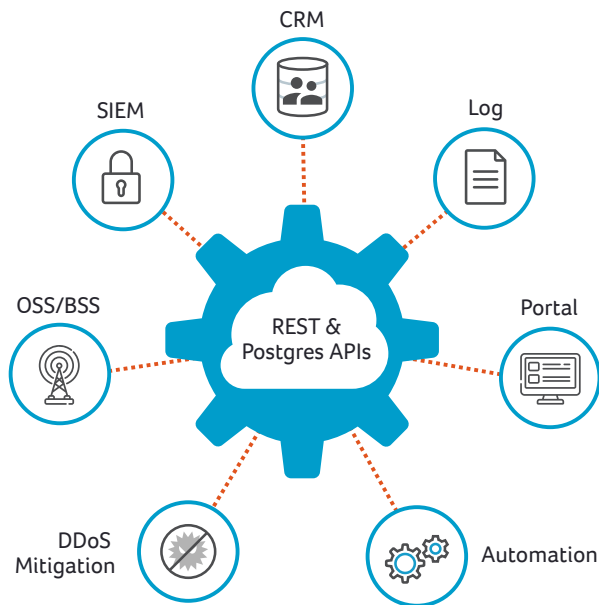 CRM
SIEM
Log
OSS/BSS
REST &
Postgres APIs
Portal
DDoS
Mitigation
Automation